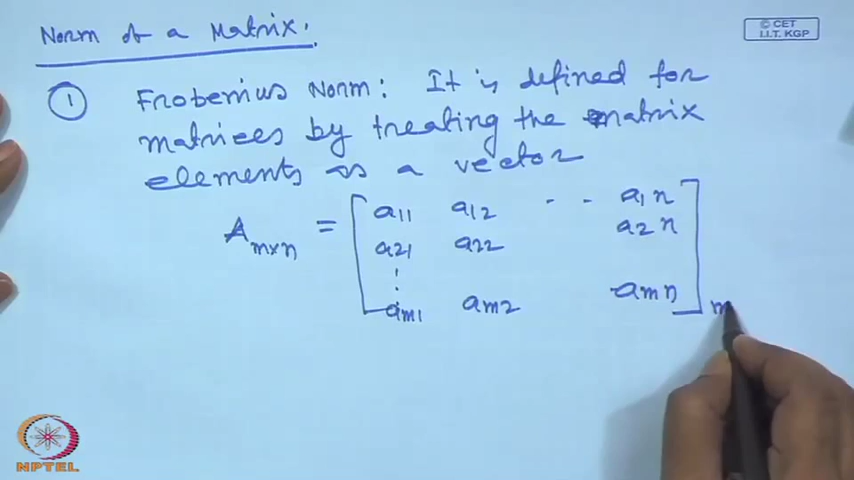 Norm of a Matrix.
© CET
I.I.T. KGP
1 Frobenius Norm: It is defined for
matrices by treating the matrix
elements as a vector
A m×n = [ a11 a12 - - a1n
a21 a22 a2n
⋮
am1 am2 amn ] m
NPTEL